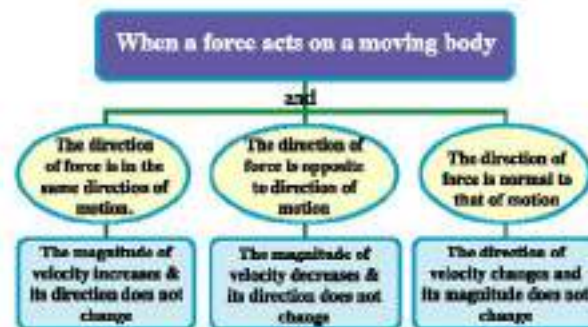 When a force acts on a moving body
and
The direction
of force is in the
same direction of
motion.
The direction of
force is opposite
to direction of
motion
The direction of
force is normal to
that of motion
The magnitude of
velocity increases &
its direction does not
change
The magnitude of
velocity decreases &
its direction does not
change
The direction of
velocity changes and
its magnitude does not
change